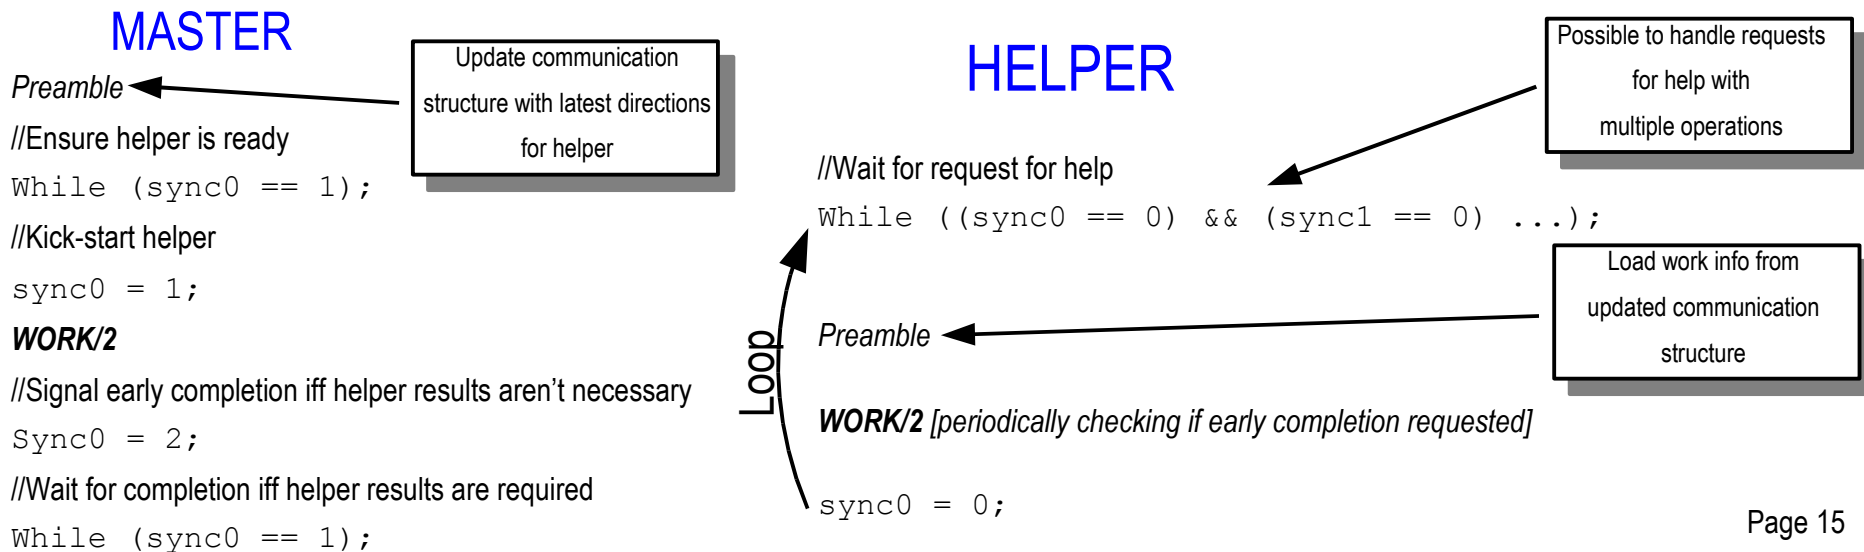 MASTER
Preamble
Update communication
structure with latest directions
for helper
//Ensure helper is ready
While (sync0 == 1);
//Kick-start helper
sync0 = 1;
WORK/2
//Signal early completion iff helper results aren't necessary
Sync0 = 2;
//Wait for completion iff helper results are required
While (sync0 == 1);
HELPER
Possible to handle requests
for help with
multiple operations
//Wait for request for help
While ((sync0 == 0) && (sync1 == 0) ...);
Load work info from
updated communication
structure
Loop
Preamble
WORK/2 [periodically checking if early completion requested]
sync0 = 0;
Page 15